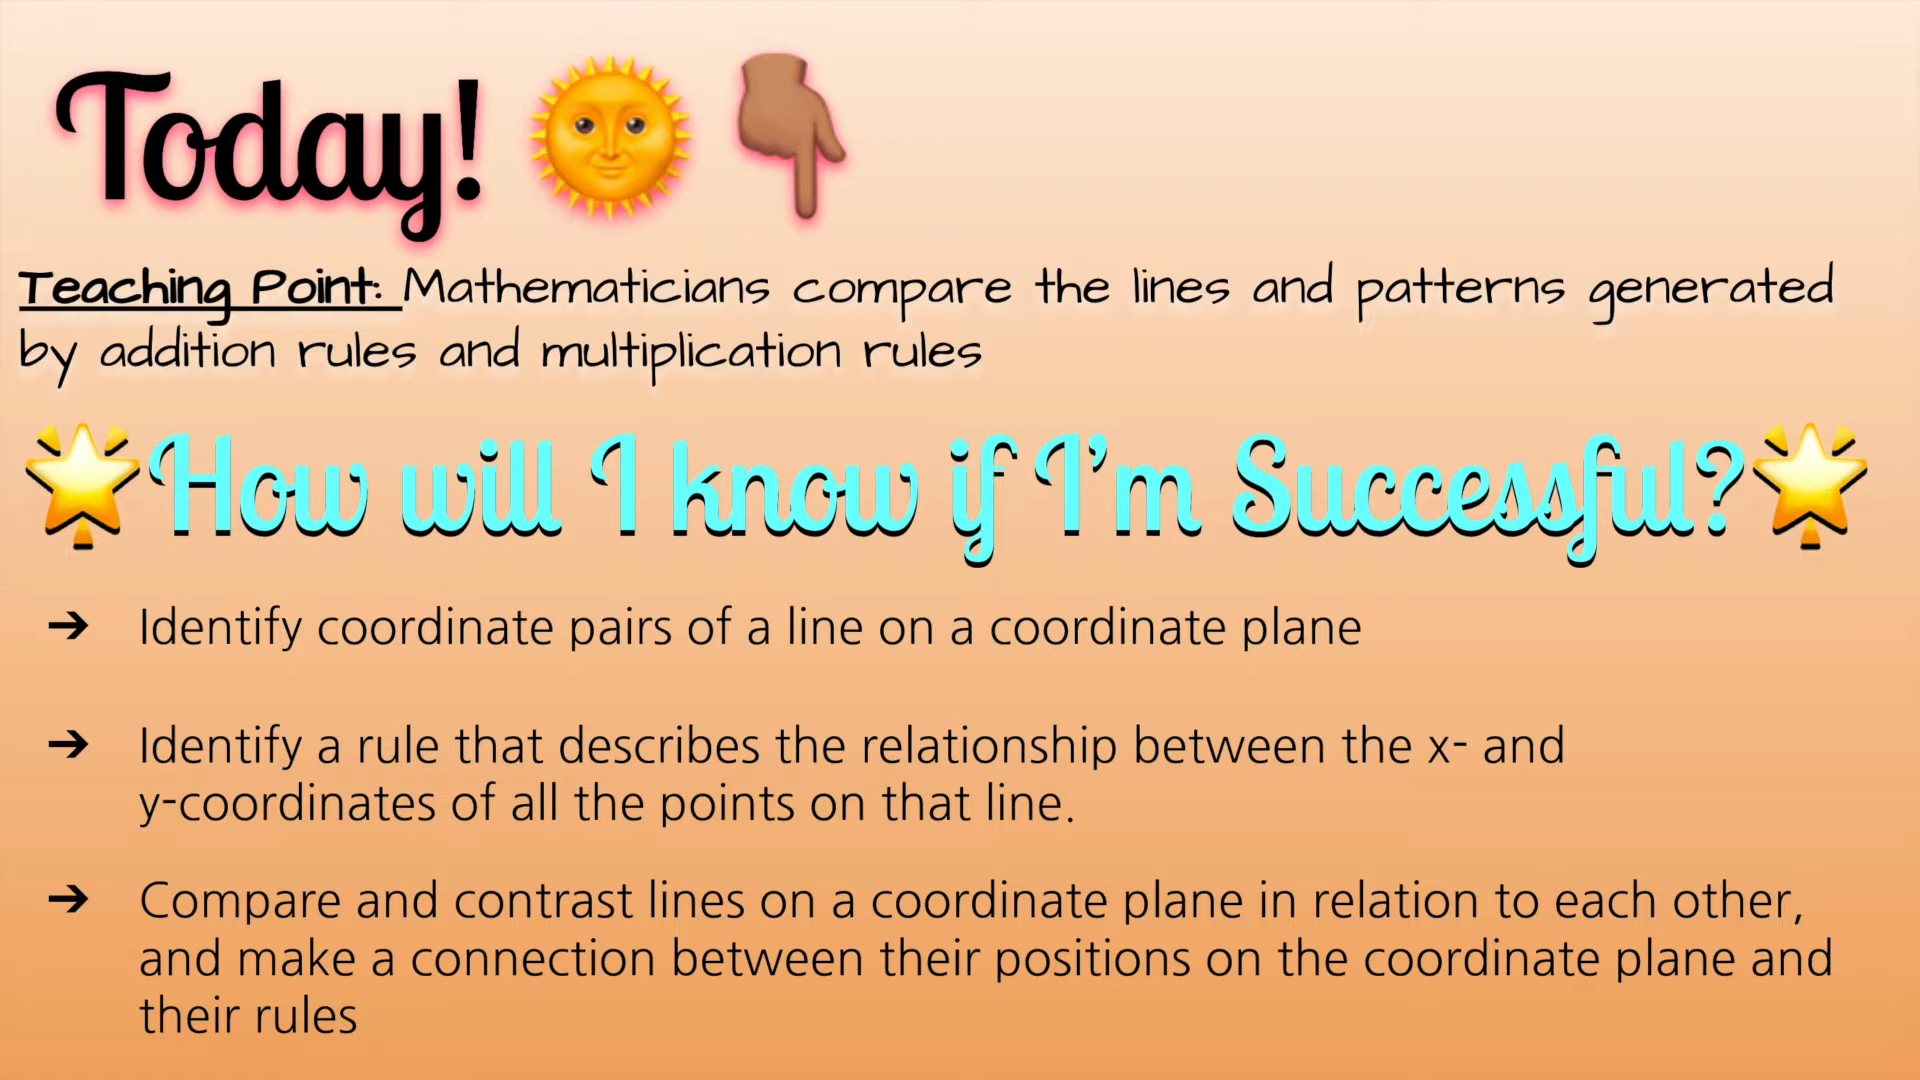 Today!
Teaching Point: Mathematicians compare the lines and patterns generated
by addition rules and multiplication rules
How will I know if I'm Successful?
➔ Identify coordinate pairs of a line on a coordinate plane
➔ Identify a rule that describes the relationship between the x- and
y-coordinates of all the points on that line.
➔ Compare and contrast lines on a coordinate plane in relation to each other,
and make a connection between their positions on the coordinate plane and
their rules